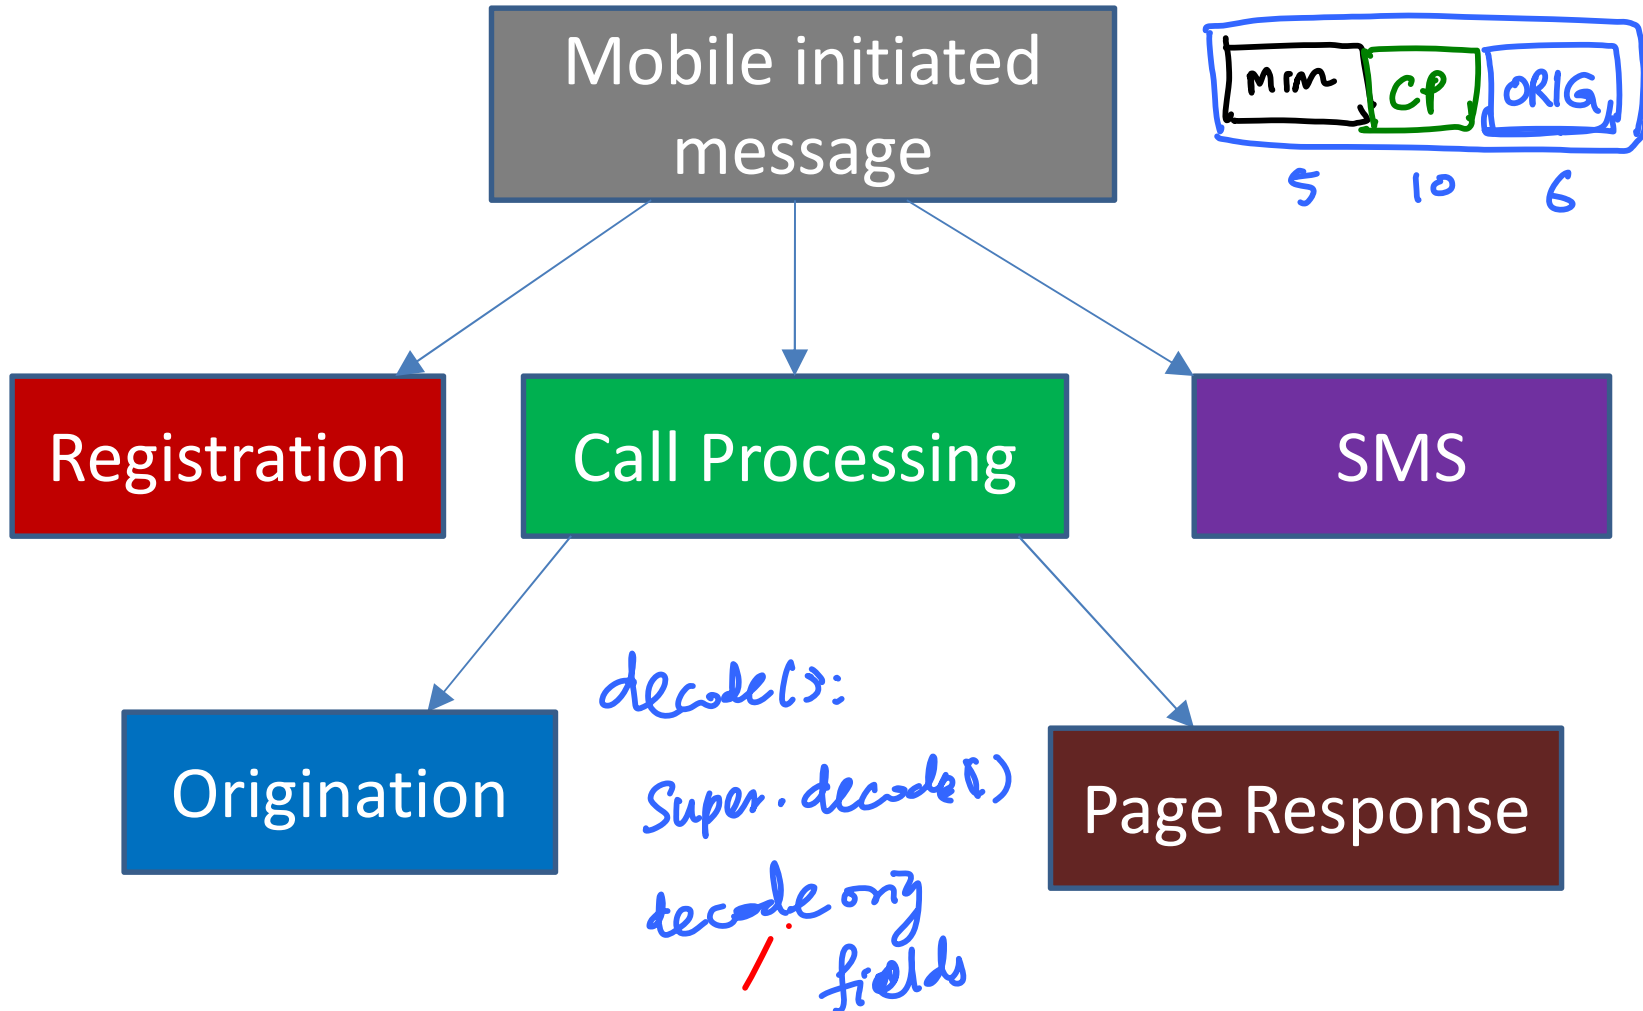 Mobile initiated
message
MIM CP ORIG
5 10 6
Registration
Call Processing
SMS
Origination
decode():
Super.decode()
decode orig
fields
Page Response